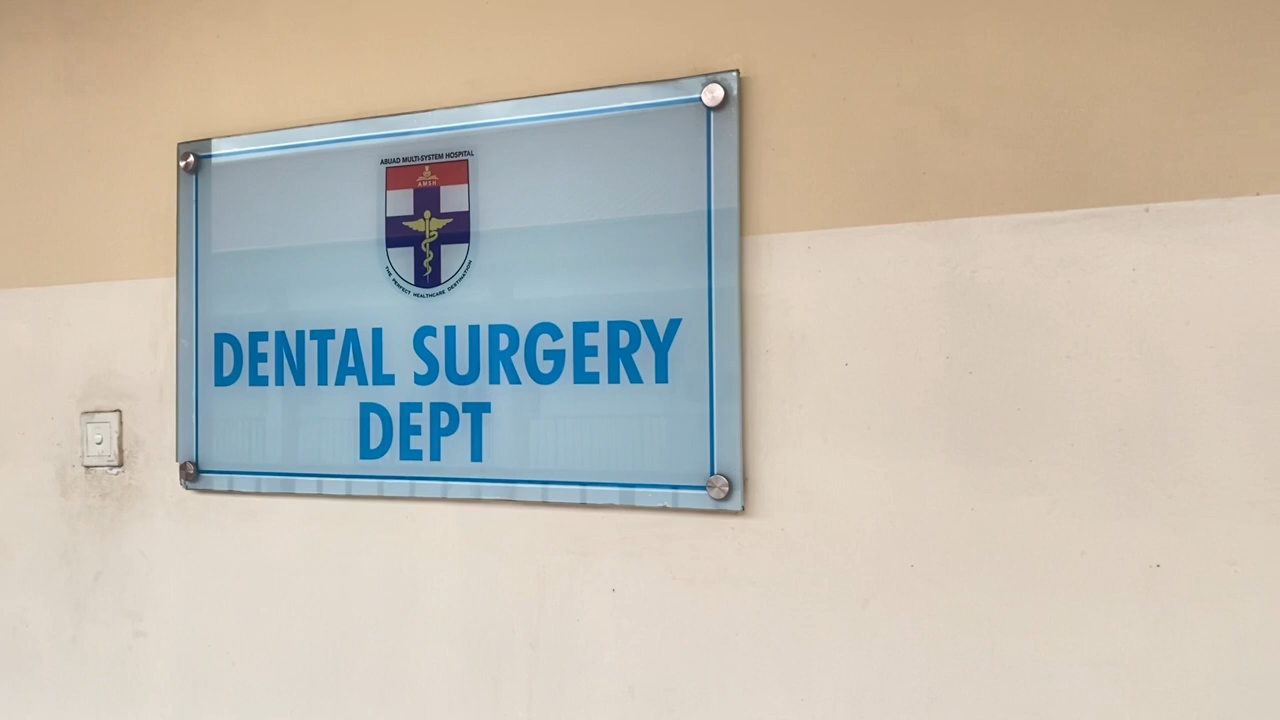 ABUAD MULTI-SYSTEM HOSPITAL
AMSH
THE PERFECT HEALTHCARE DESTINATION
DENTAL SURGERY
DEPT